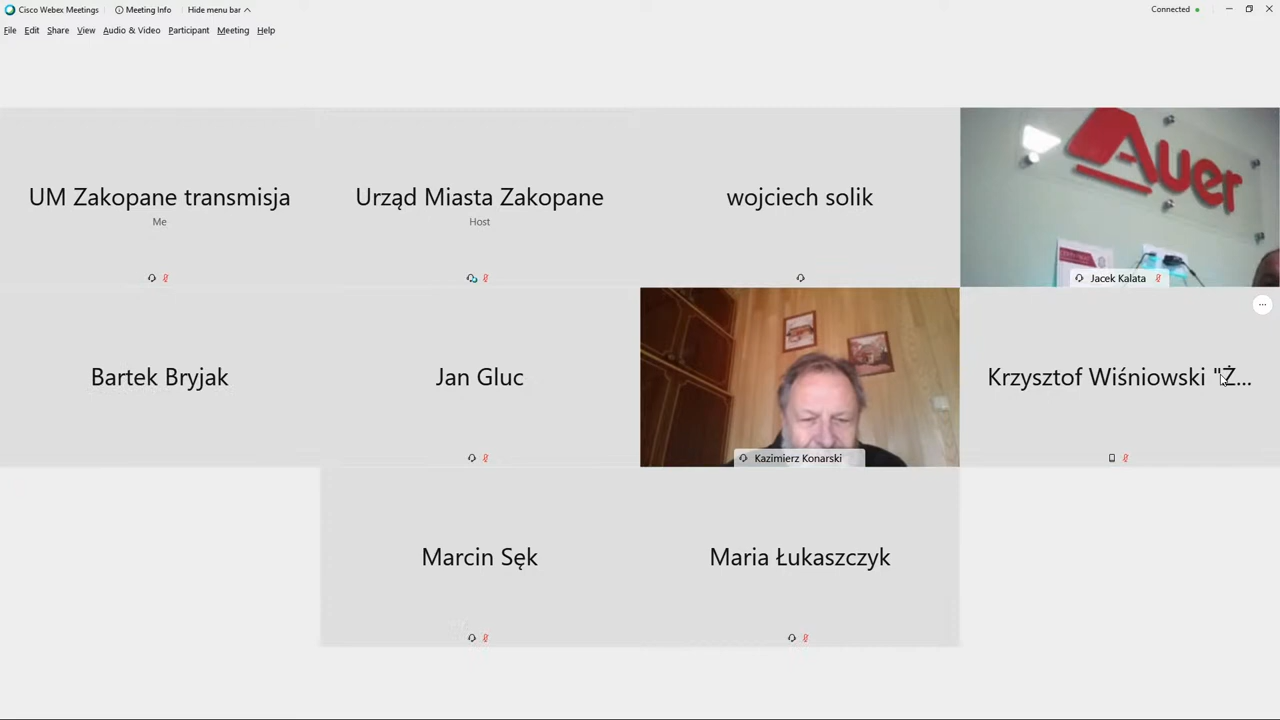 Cisco Webex Meetings
Meeting Info
Hide menu bar
Connected
File Edit Share View Audio & Video Participant Meeting Help
UM Zakopane transmisja
Me
Urząd Miasta Zakopane
Host
wojciech solik
Auer
Jacek Kalata
Bartek Bryjak
Jan Gluc
Kazimierz Konarski
Krzysztof Wiśniowski "Ż...
Marcin Sęk
Maria Łukaszczyk